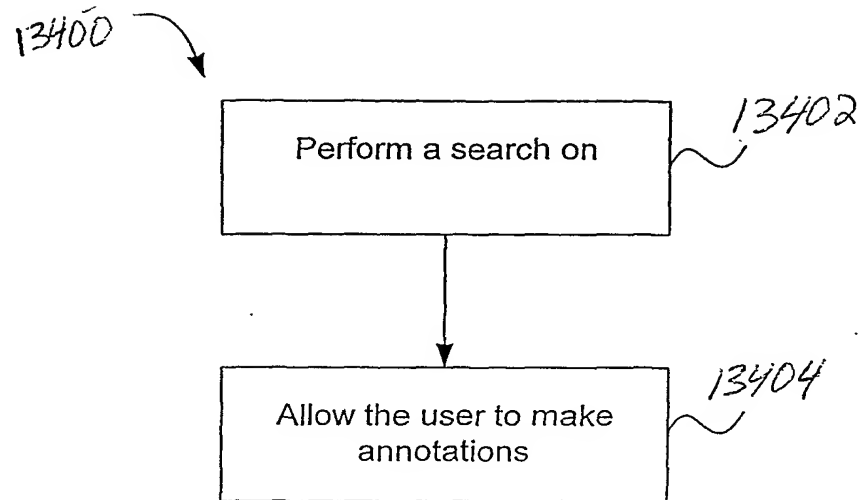 13400
13402
Perform a search on
13404
Allow the user to make
annotations